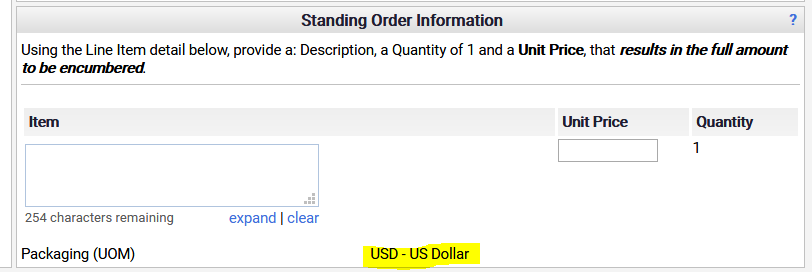 Standing Order Information ?
Using the Line Item detail below, provide a: Description, a Quantity of 1 and a Unit Price, that results in the full amount
to be encumbered.
Item Unit Price Quantity
1
254 characters remaining expand | clear
Packaging (UOM) USD - US Dollar